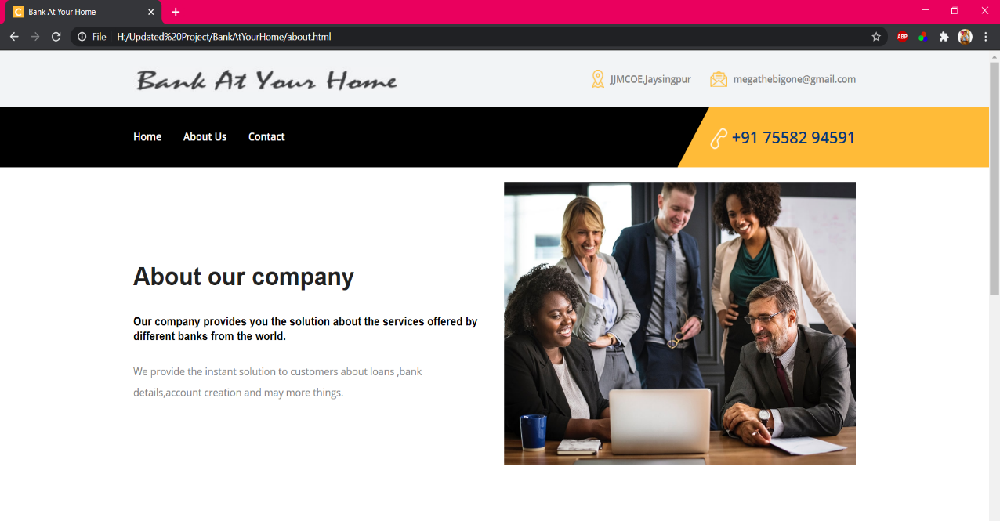 C Bank At Your Home
File H:/Updated%20Project/BankAtYourHome/about.html
ABP
Bank At Your Home
JJMCOE,Jaysingpur
megathebigone@gmail.com
Home About Us Contact
+91 75582 94591
About our company
Our company provides you the solution about the services offered by
different banks from the world.
We provide the instant solution to customers about loans ,bank
details,account creation and may more things.